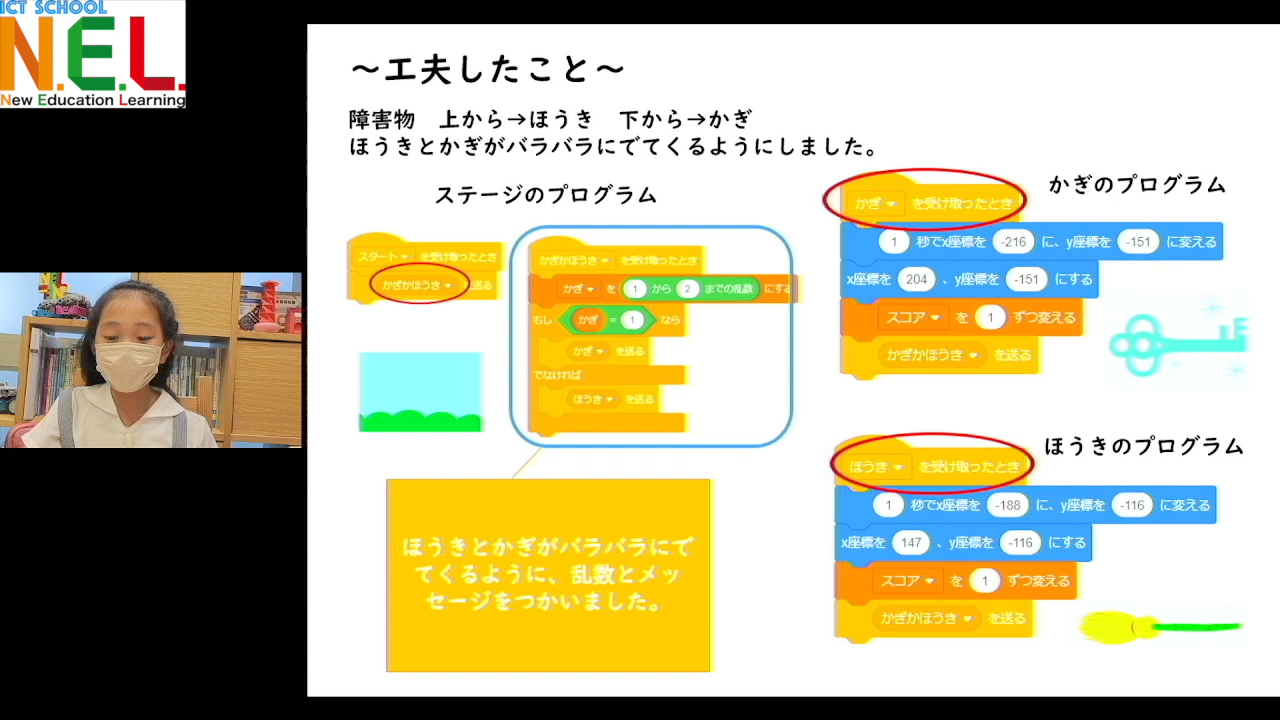 ICT SCHOOL
N.E.L.
New Education Learning
～工夫したこと～
障害物　上から→ほうき　下から→かぎ
ほうきとかぎがバラバラにでてくるようにしました。
ステージのプログラム
スタート を受け取ったとき
かぎかほうき を送る
かぎかほうき を受け取ったとき
かぎ を 1 から 2 までの乱数 にする
もし かぎ = 1 なら
かぎ を送る
でなければ
ほうき を送る
ほうきとかぎがバラバラにで
てくるように、乱数とメッ
セージをつかいました。
かぎのプログラム
かぎ を受け取ったとき
1 秒でx座標を -216 に、y座標を -151 に変える
x座標を 204 、y座標を -151 にする
スコア を 1 ずつ変える
かぎかほうき を送る
ほうきのプログラム
ほうき を受け取ったとき
1 秒でx座標を -188 に、y座標を -116 に変える
x座標を 147 、y座標を -116 にする
スコア を 1 ずつ変える
かぎかほうき を送る